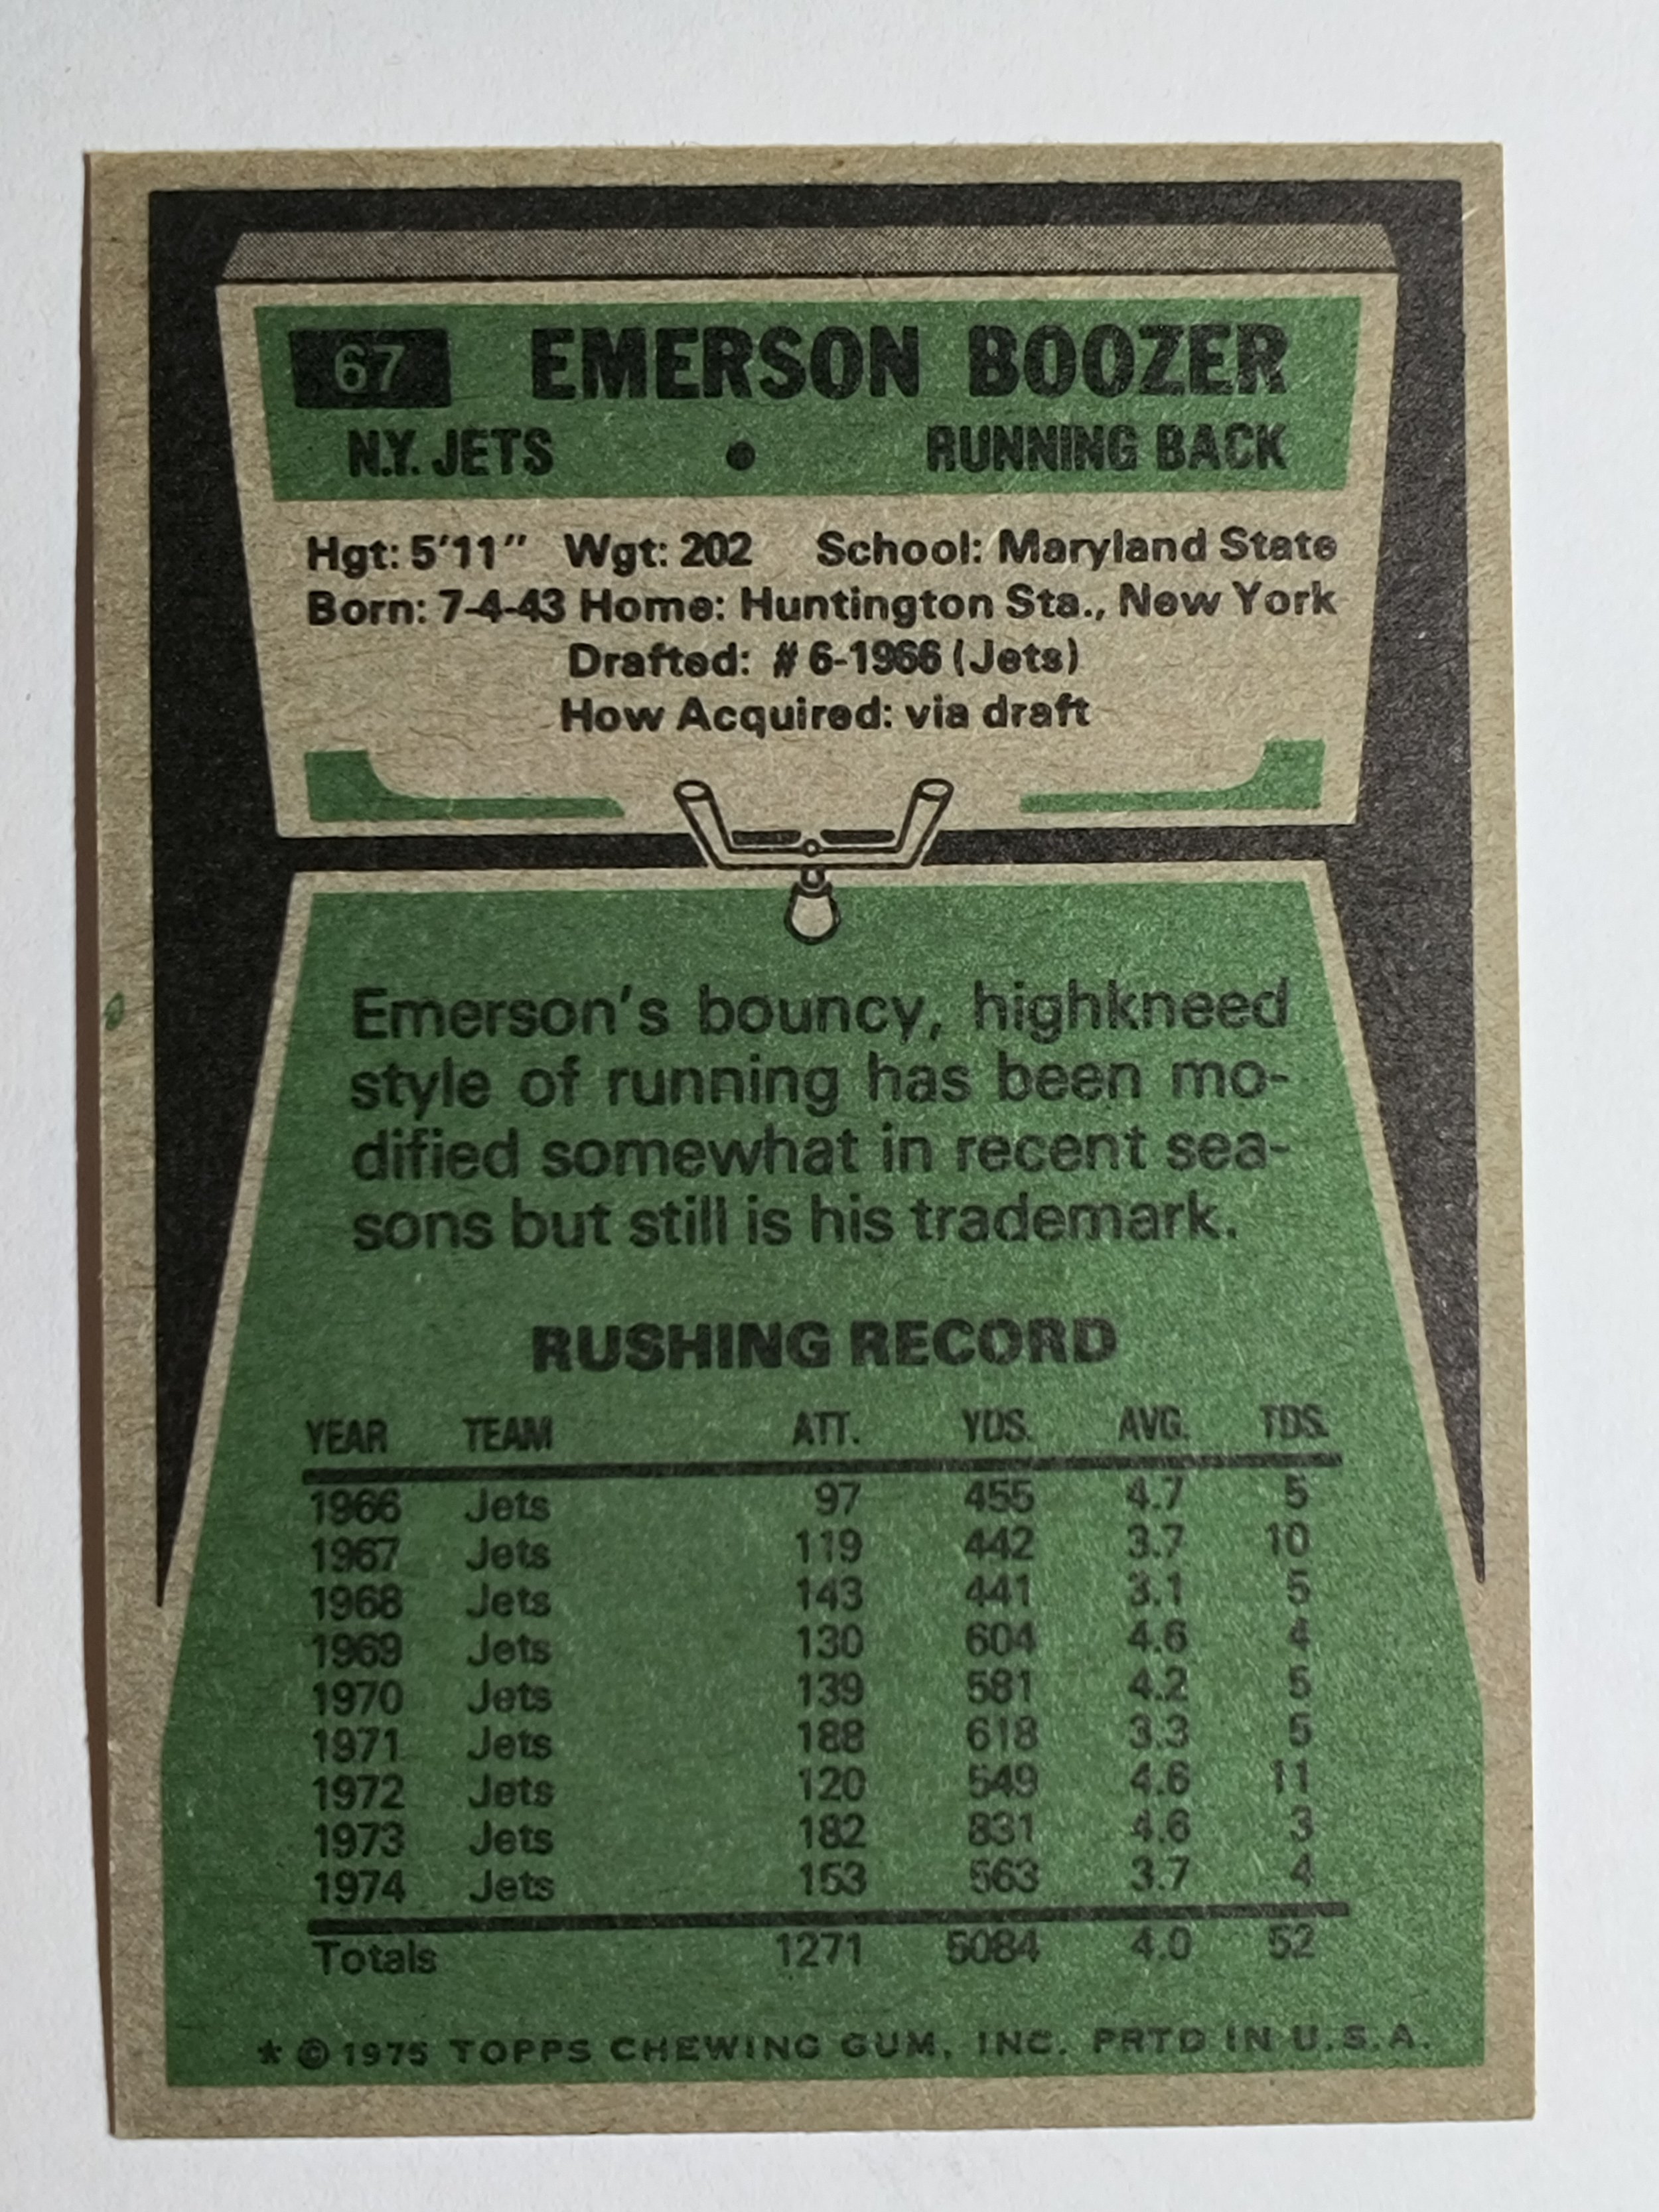 67 EMERSON BOOZER
N.Y. JETS • RUNNING BACK
Hgt: 5'11" Wgt: 202 School: Maryland State
Born: 7-4-43 Home: Huntington Sta., New York
Drafted: # 6-1966 (Jets)
How Acquired: via draft
Emerson's bouncy, highkneed
style of running has been mo-
dified somewhat in recent sea-
sons but still is his trademark.
RUSHING RECORD
YEAR TEAM ATT. YDS. AVG. TDS.
1966 Jets 97 455 4.7 5
1967 Jets 119 442 3.7 10
1968 Jets 143 441 3.1 5
1969 Jets 130 604 4.6 4
1970 Jets 139 581 4.2 5
1971 Jets 188 618 3.3 5
1972 Jets 120 549 4.6 11
1973 Jets 182 831 4.6 3
1974 Jets 153 563 3.7 4
Totals 1271 5084 4.0 52
* © 1975 TOPPS CHEWING GUM, INC. PRTD IN U.S.A.